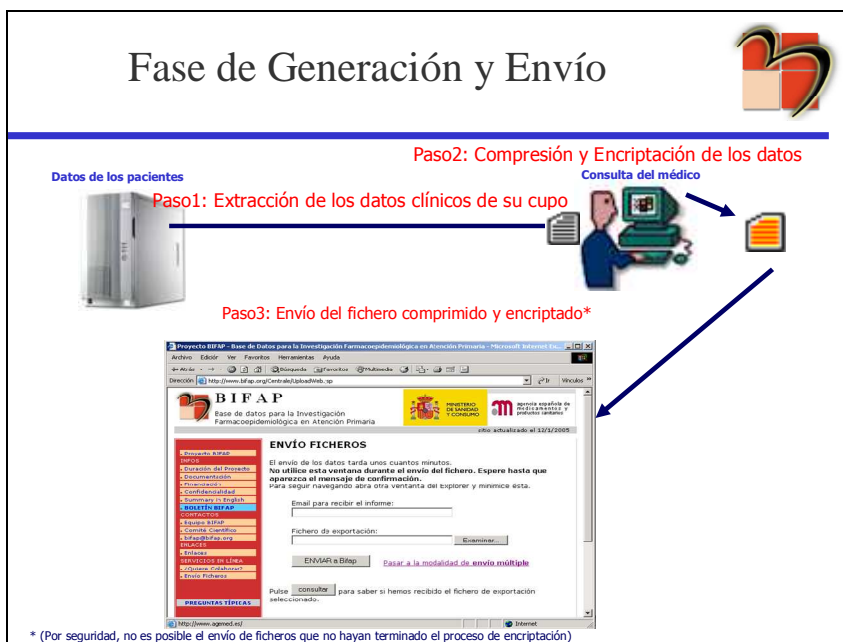 Fase de Generación y Envío
Paso2: Compresión y Encriptación de los datos
Datos de los pacientes
Consulta del médico
Paso1: Extracción de los datos clínicos de su cupo
Paso3: Envío del fichero comprimido y encriptado*
Proyecto BIFAP - Base de Datos para la Investigación Farmacoepidemiológica en Atención Primaria - Microsoft Internet Ex...
Archivo Edición Ver Favoritos Herramientas Ayuda
Atrás Búsqueda Favoritos Multimedia
Dirección http://www.bifap.org/Centrale/UploadWeb. Ir Vínculos »
BIFAP
Base de datos para la Investigación
Farmacoepidemiológica en Atención Primaria
MINISTERIO
DE SANIDAD
Y CONSUMO
agencia española de
medicamentos y
productos sanitarios
sitio actualizado el 12/1/2005
Proyecto BIFAP
INFOS
Duración del Proyecto
Documentación
Financiación
Confidencialidad
Summary in English
BOLETÍN BIFAP
CONTACTOS
Equipo BIFAP
Comité Científico
bifap@bifap.org
ENLACES
Enlaces
SERVICIOS EN LÍNEA
¿Quiere Colaborar?
Envío Ficheros
PREGUNTAS TÍPICAS
ENVÍO FICHEROS
El envío de los datos tarda unos cuantos minutos.
No utilice esta ventana durante el envío del fichero. Espere hasta que
aparezca el mensaje de confirmación.
Para seguir navegando abra otra ventanta del Explorer y minimice ésta.
Email para recibir el informe:
Fichero de exportación:
Examinar...
ENVIAR a Bifap Pasar a la modalidad de envío múltiple
Pulse consultar para saber si hemos recibido el fichero de exportación
seleccionado.
http://www.agemed.es/ Internet
* (Por seguridad, no es posible el envío de ficheros que no hayan terminado el proceso de encriptación)